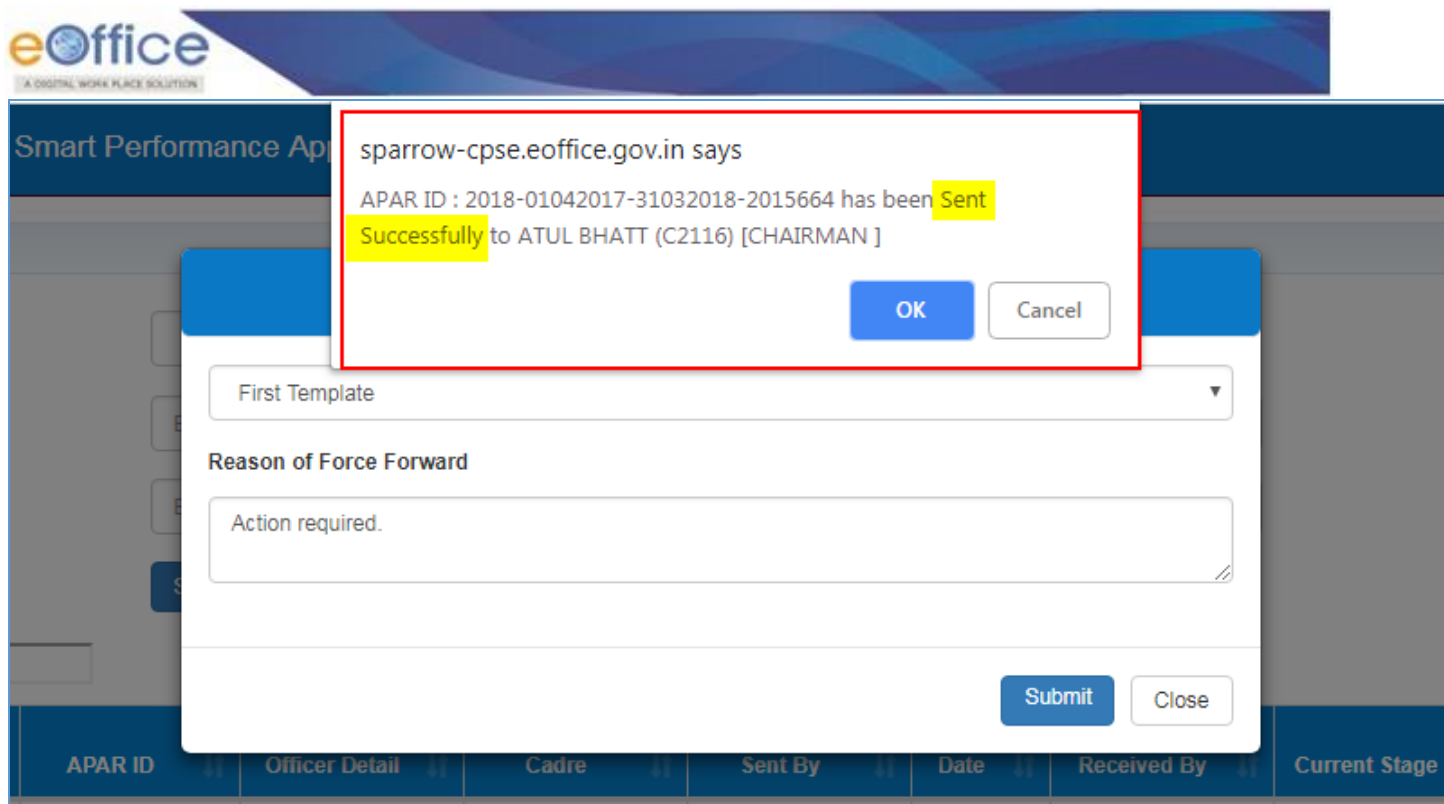 eOffice
A DIGITAL WORK PLACE SOLUTION
Smart Performance Ap
sparrow-cpse.eoffice.gov.in says
APAR ID : 2018-01042017-31032018-2015664 has been Sent
Successfully to ATUL BHATT (C2116) [CHAIRMAN ]
OK Cancel
First Template
Reason of Force Forward
Action required.
Submit Close
APAR ID Officer Detail Cadre Sent By Date Received By Current Stage